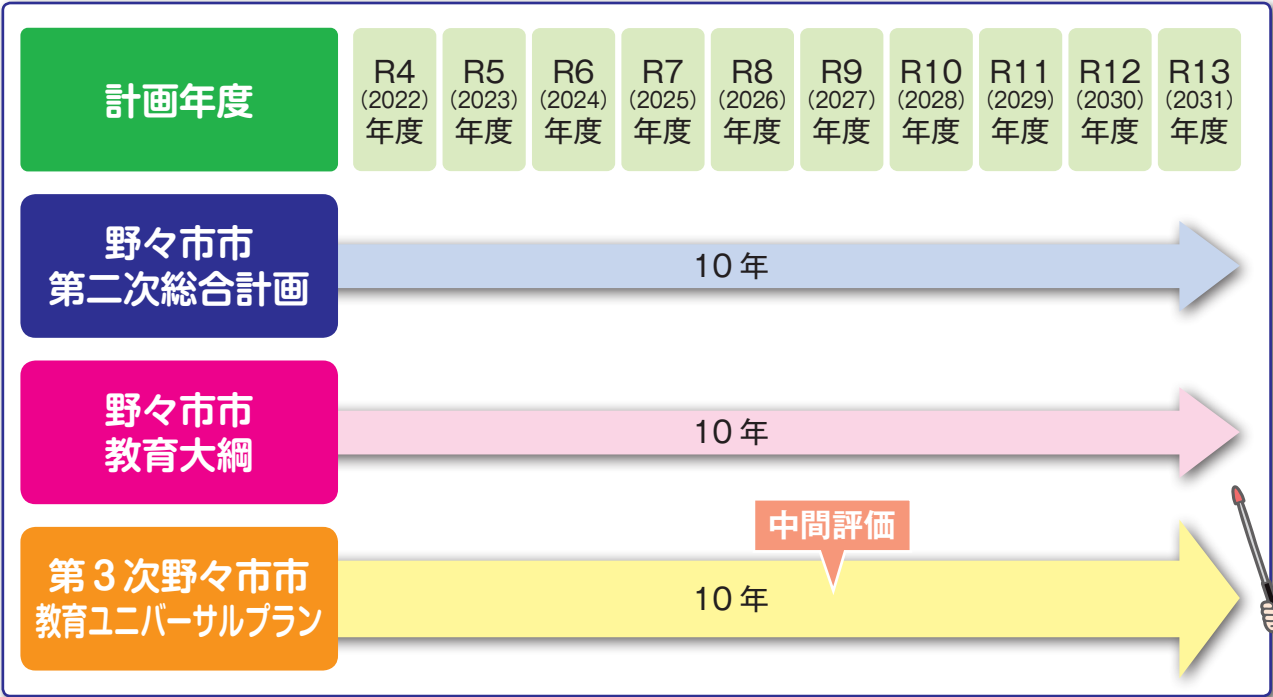 計画年度
R4
(2022)
年度
R5
(2023)
年度
R6
(2024)
年度
R7
(2025)
年度
R8
(2026)
年度
R9
(2027)
年度
R10
(2028)
年度
R11
(2029)
年度
R12
(2030)
年度
R13
(2031)
年度
野々市市
第二次総合計画
10年
野々市市
教育大綱
10年
第3次野々市市
教育ユニバーサルプラン
中間評価
10年